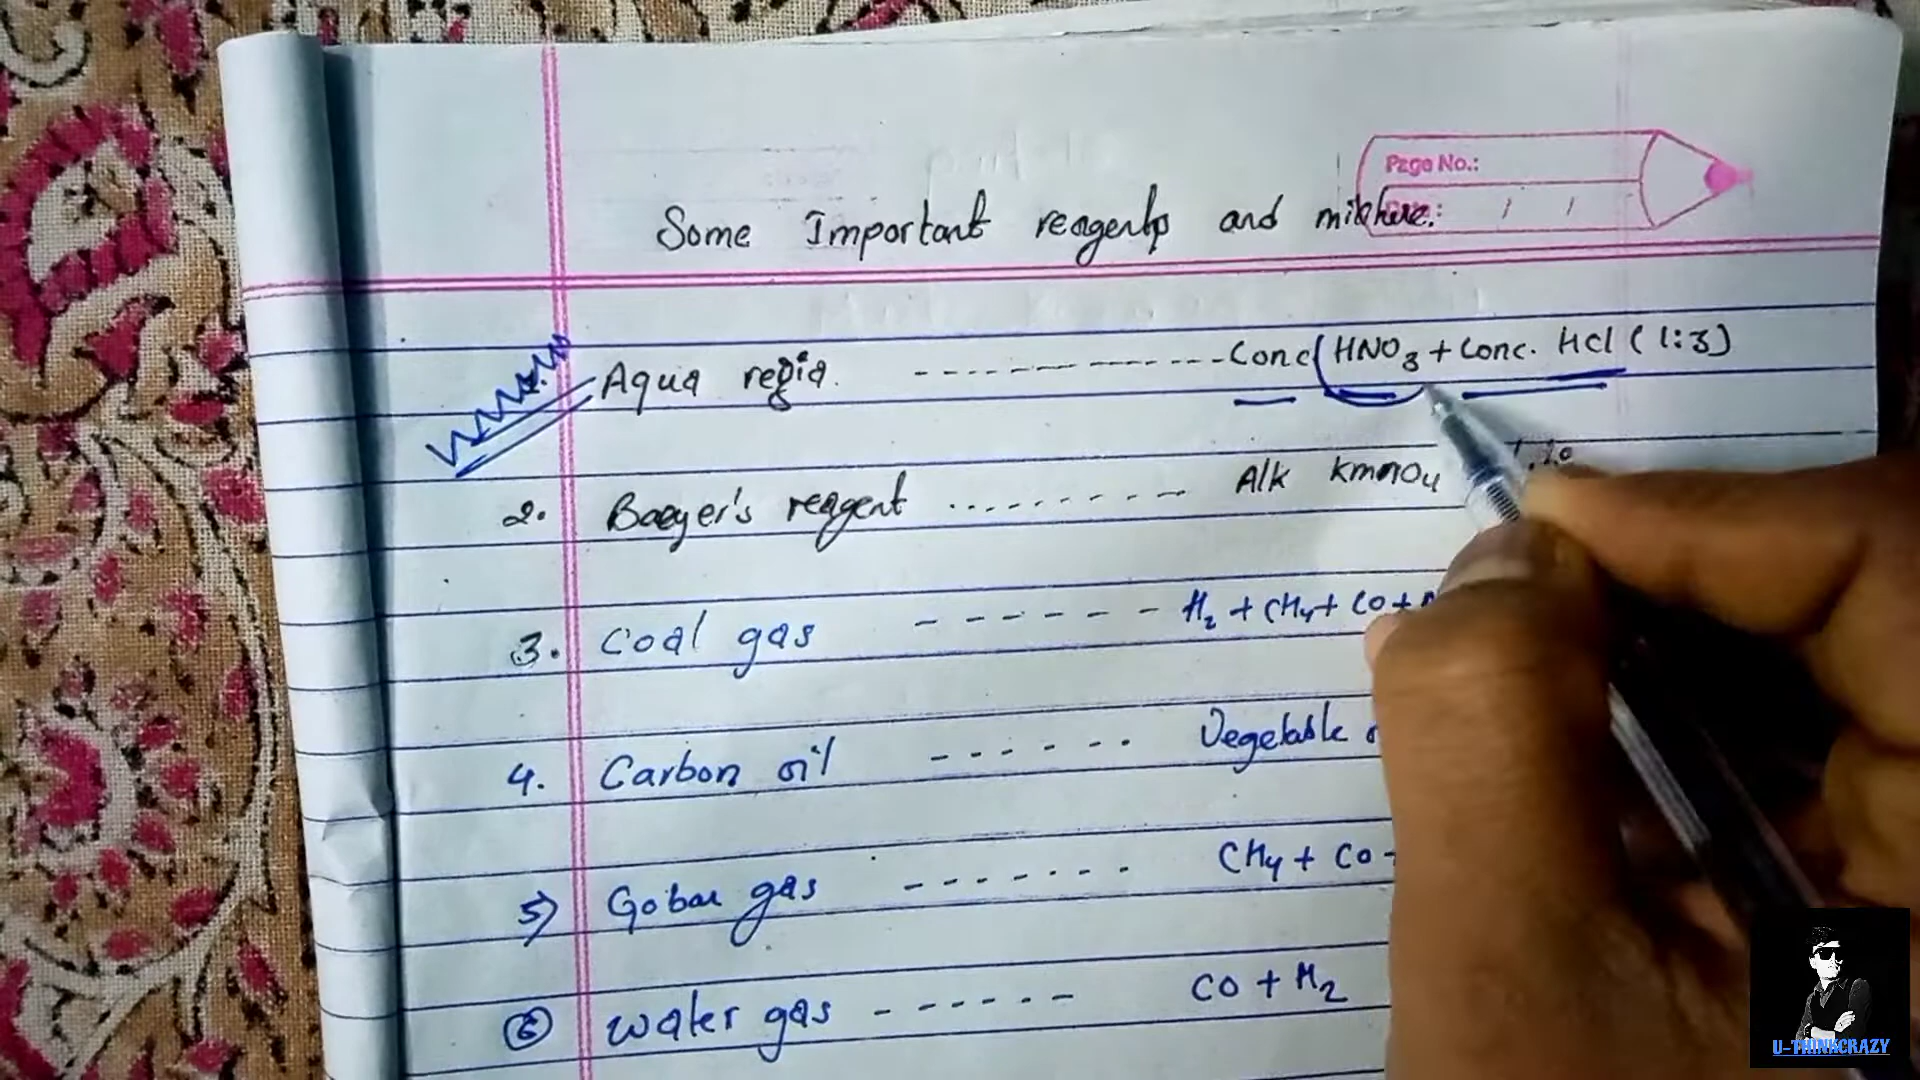 Page No.:
Some Important reagents and mixture.
Aqua regia. ------------ Conc (HNO3 + Conc. HCl (1:3)
2. Baeyer's reagent ........ Alk KMnO4
3. Coal gas ------- H2 + CH4 + CO +
4. Carbon oil ------ Vegetable
5) Gobar gas ------- CH4 + CO
⑥ Water gas ------ CO + H2
U-THINKCRAZY